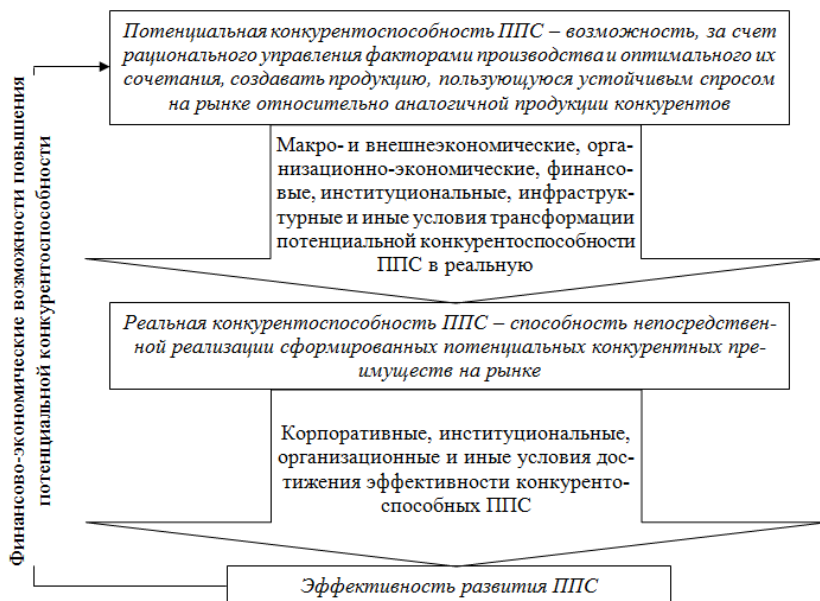 Потенциальная конкурентоспособность ППС – возможность, за счет
рационального управления факторами производства и оптимального их
сочетания, создавать продукцию, пользующуюся устойчивым спросом
на рынке относительно аналогичной продукции конкурентов
Финансово-экономические возможности повышения
потенциальной конкурентоспособности
Макро- и внешнеэкономические, орга-
низационно-экономические, финансо-
вые, институциональные, инфраструк-
турные и иные условия трансформации
потенциальной конкурентоспособности
ППС в реальную
Реальная конкурентоспособность ППС – способность непосредствен-
ной реализации сформированных потенциальных конкурентных пре-
имуществ на рынке
Корпоративные, институциональные,
организационные и иные условия дос-
тижения эффективности конкуренто-
способных ППС
Эффективность развития ППС